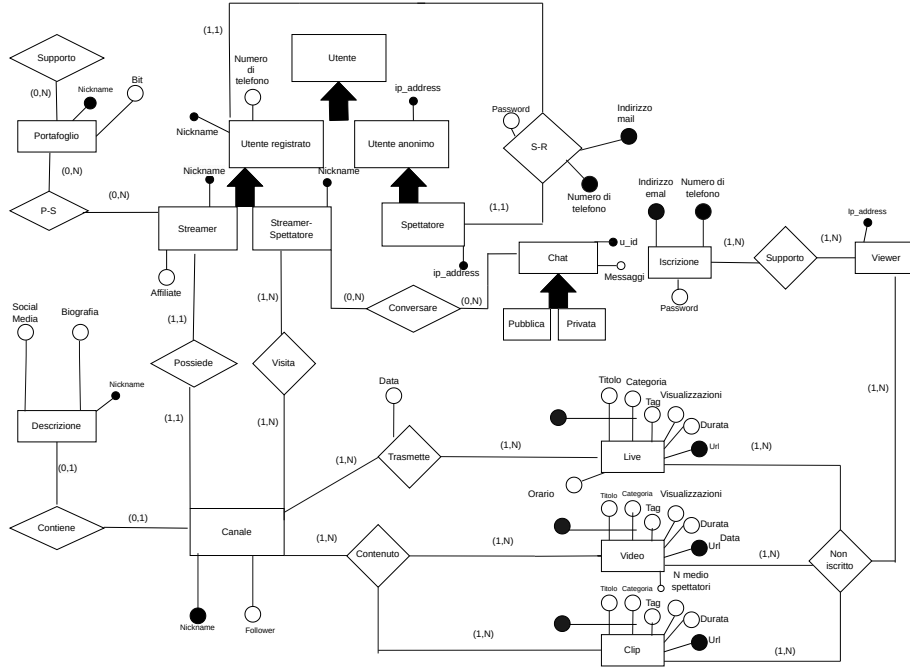 (1,1)
Utente
Numero
di
telefono
Supporto
Bit
Nickname
ip_address
(0,N)
Password
Indirizzo
mail
Portafoglio
Nickname
Utente registrato
Utente anonimo
S-R
(0,N)
Nickname
Nickname
Indirizzo
emal
Numero di
telefono
(0,N)
Numero di
telefono
P-S
(1,1)
Ip_address
Streamer
Streamer-
Spettatore
Spettatore
u_id
(1,N)
(1,N)
Chat
Iscrizione
Supporto
Viewer
ip_address
Messaggi
Affiliate
(1,N)
(0,N)
(0,N)
Conversare
Password
Social
Media
Biografia
(1,1)
Pubblica
Privata
Possiede
Visita
Nickname
Data
Titolo
Categoria
Visualizzazioni
(1,N)
Tag
Descrizione
(1,1)
(1,N)
Durata
(0,1)
(1,N)
Trasmette
(1,N)
Live
Url
(1,N)
Orario
Titolo
Categoria
Visualizzazioni
Tag
Contiene
(0,1)
Canale
(1,N)
(1,N)
Durata
Data
Url
Contenuto
Video
(1,N)
Non
iscritto
N medio
spettatori
Titolo
Categoria
Tag
Nickname
Follower
Durata
(1,N)
Clip
Url
(1,N)